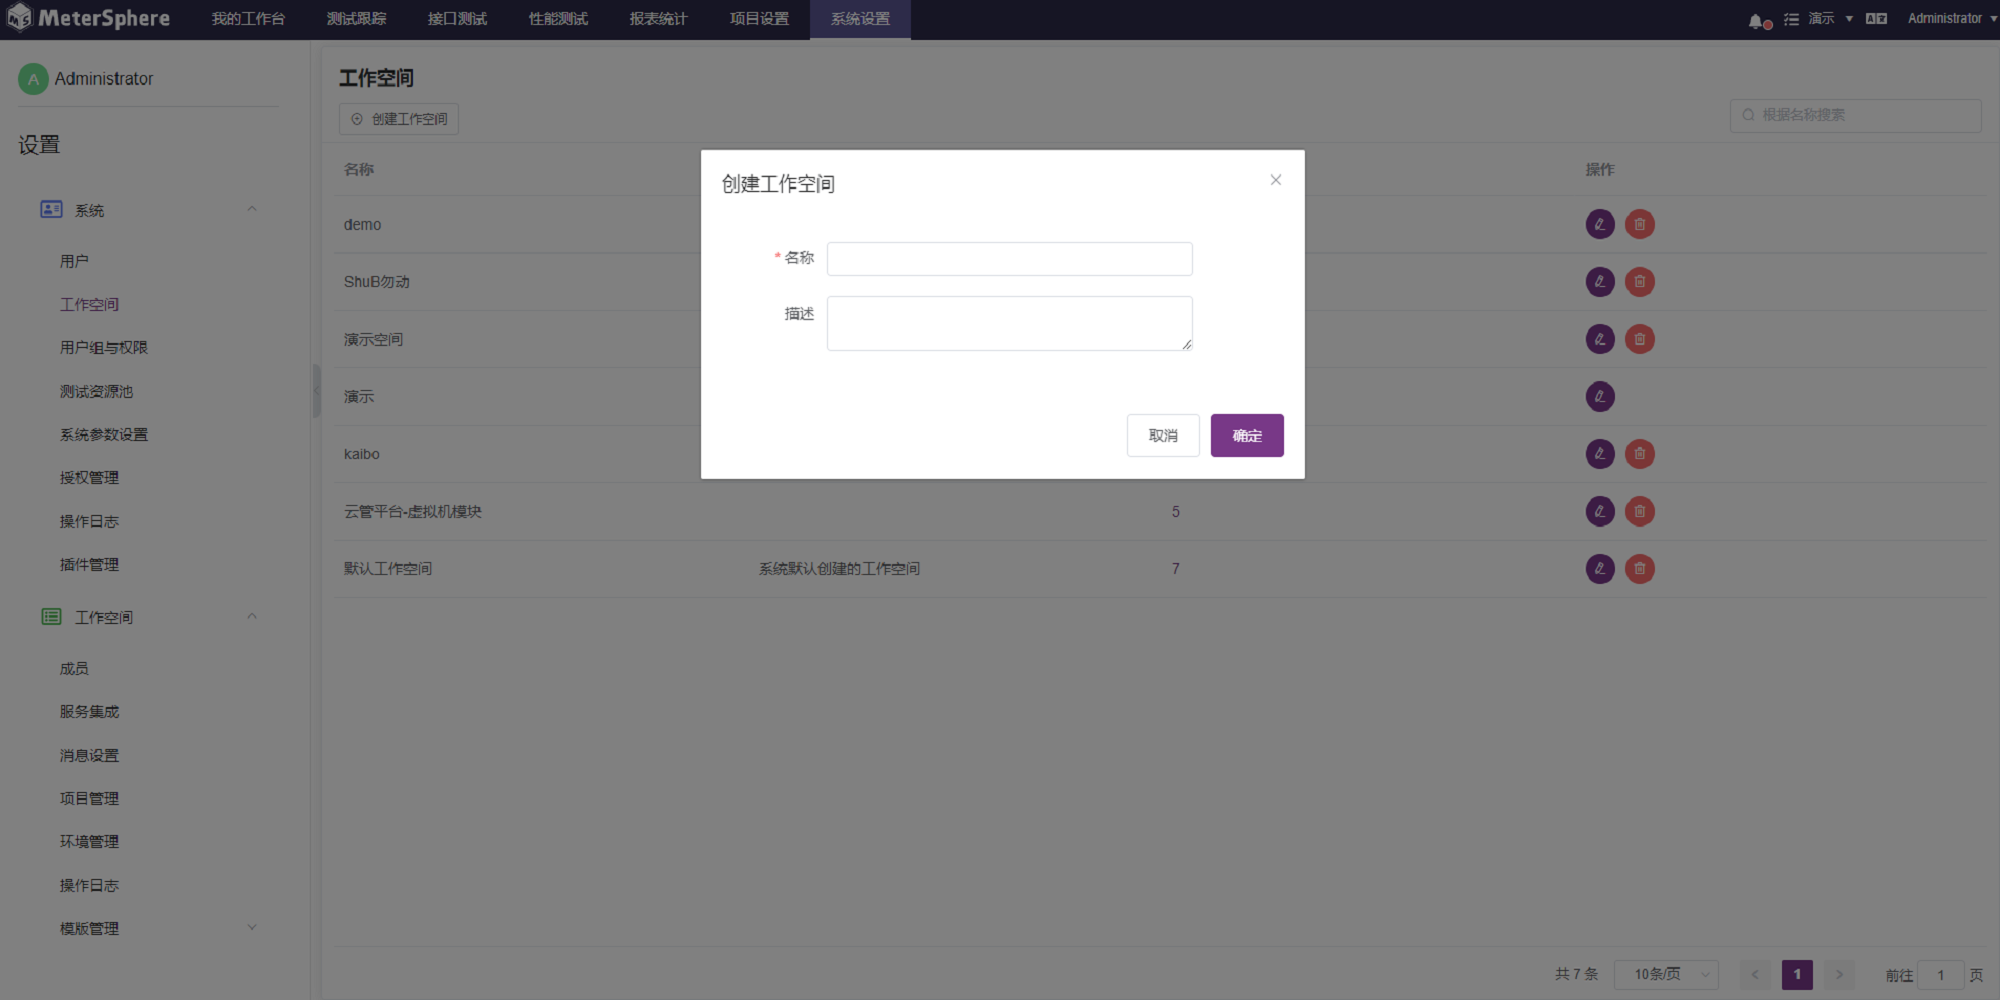 MeterSphere 我的工作台 测试跟踪 接口测试 性能测试 报表统计 项目设置 系统设置 演示 Administrator
A Administrator
设置
系统
用户
工作空间
用户组与权限
测试资源池
系统参数设置
授权管理
操作日志
插件管理
工作空间
成员
服务集成
消息设置
项目管理
环境管理
操作日志
模版管理
工作空间
创建工作空间
根据名称搜索
名称 操作
demo
ShuB勿动
演示空间
演示
kaibo
云管平台-虚拟机模块 5
默认工作空间 系统默认创建的工作空间 7
创建工作空间
* 名称
描述
取消 确定
共 7 条 10条/页 < 1 > 前往 1 页